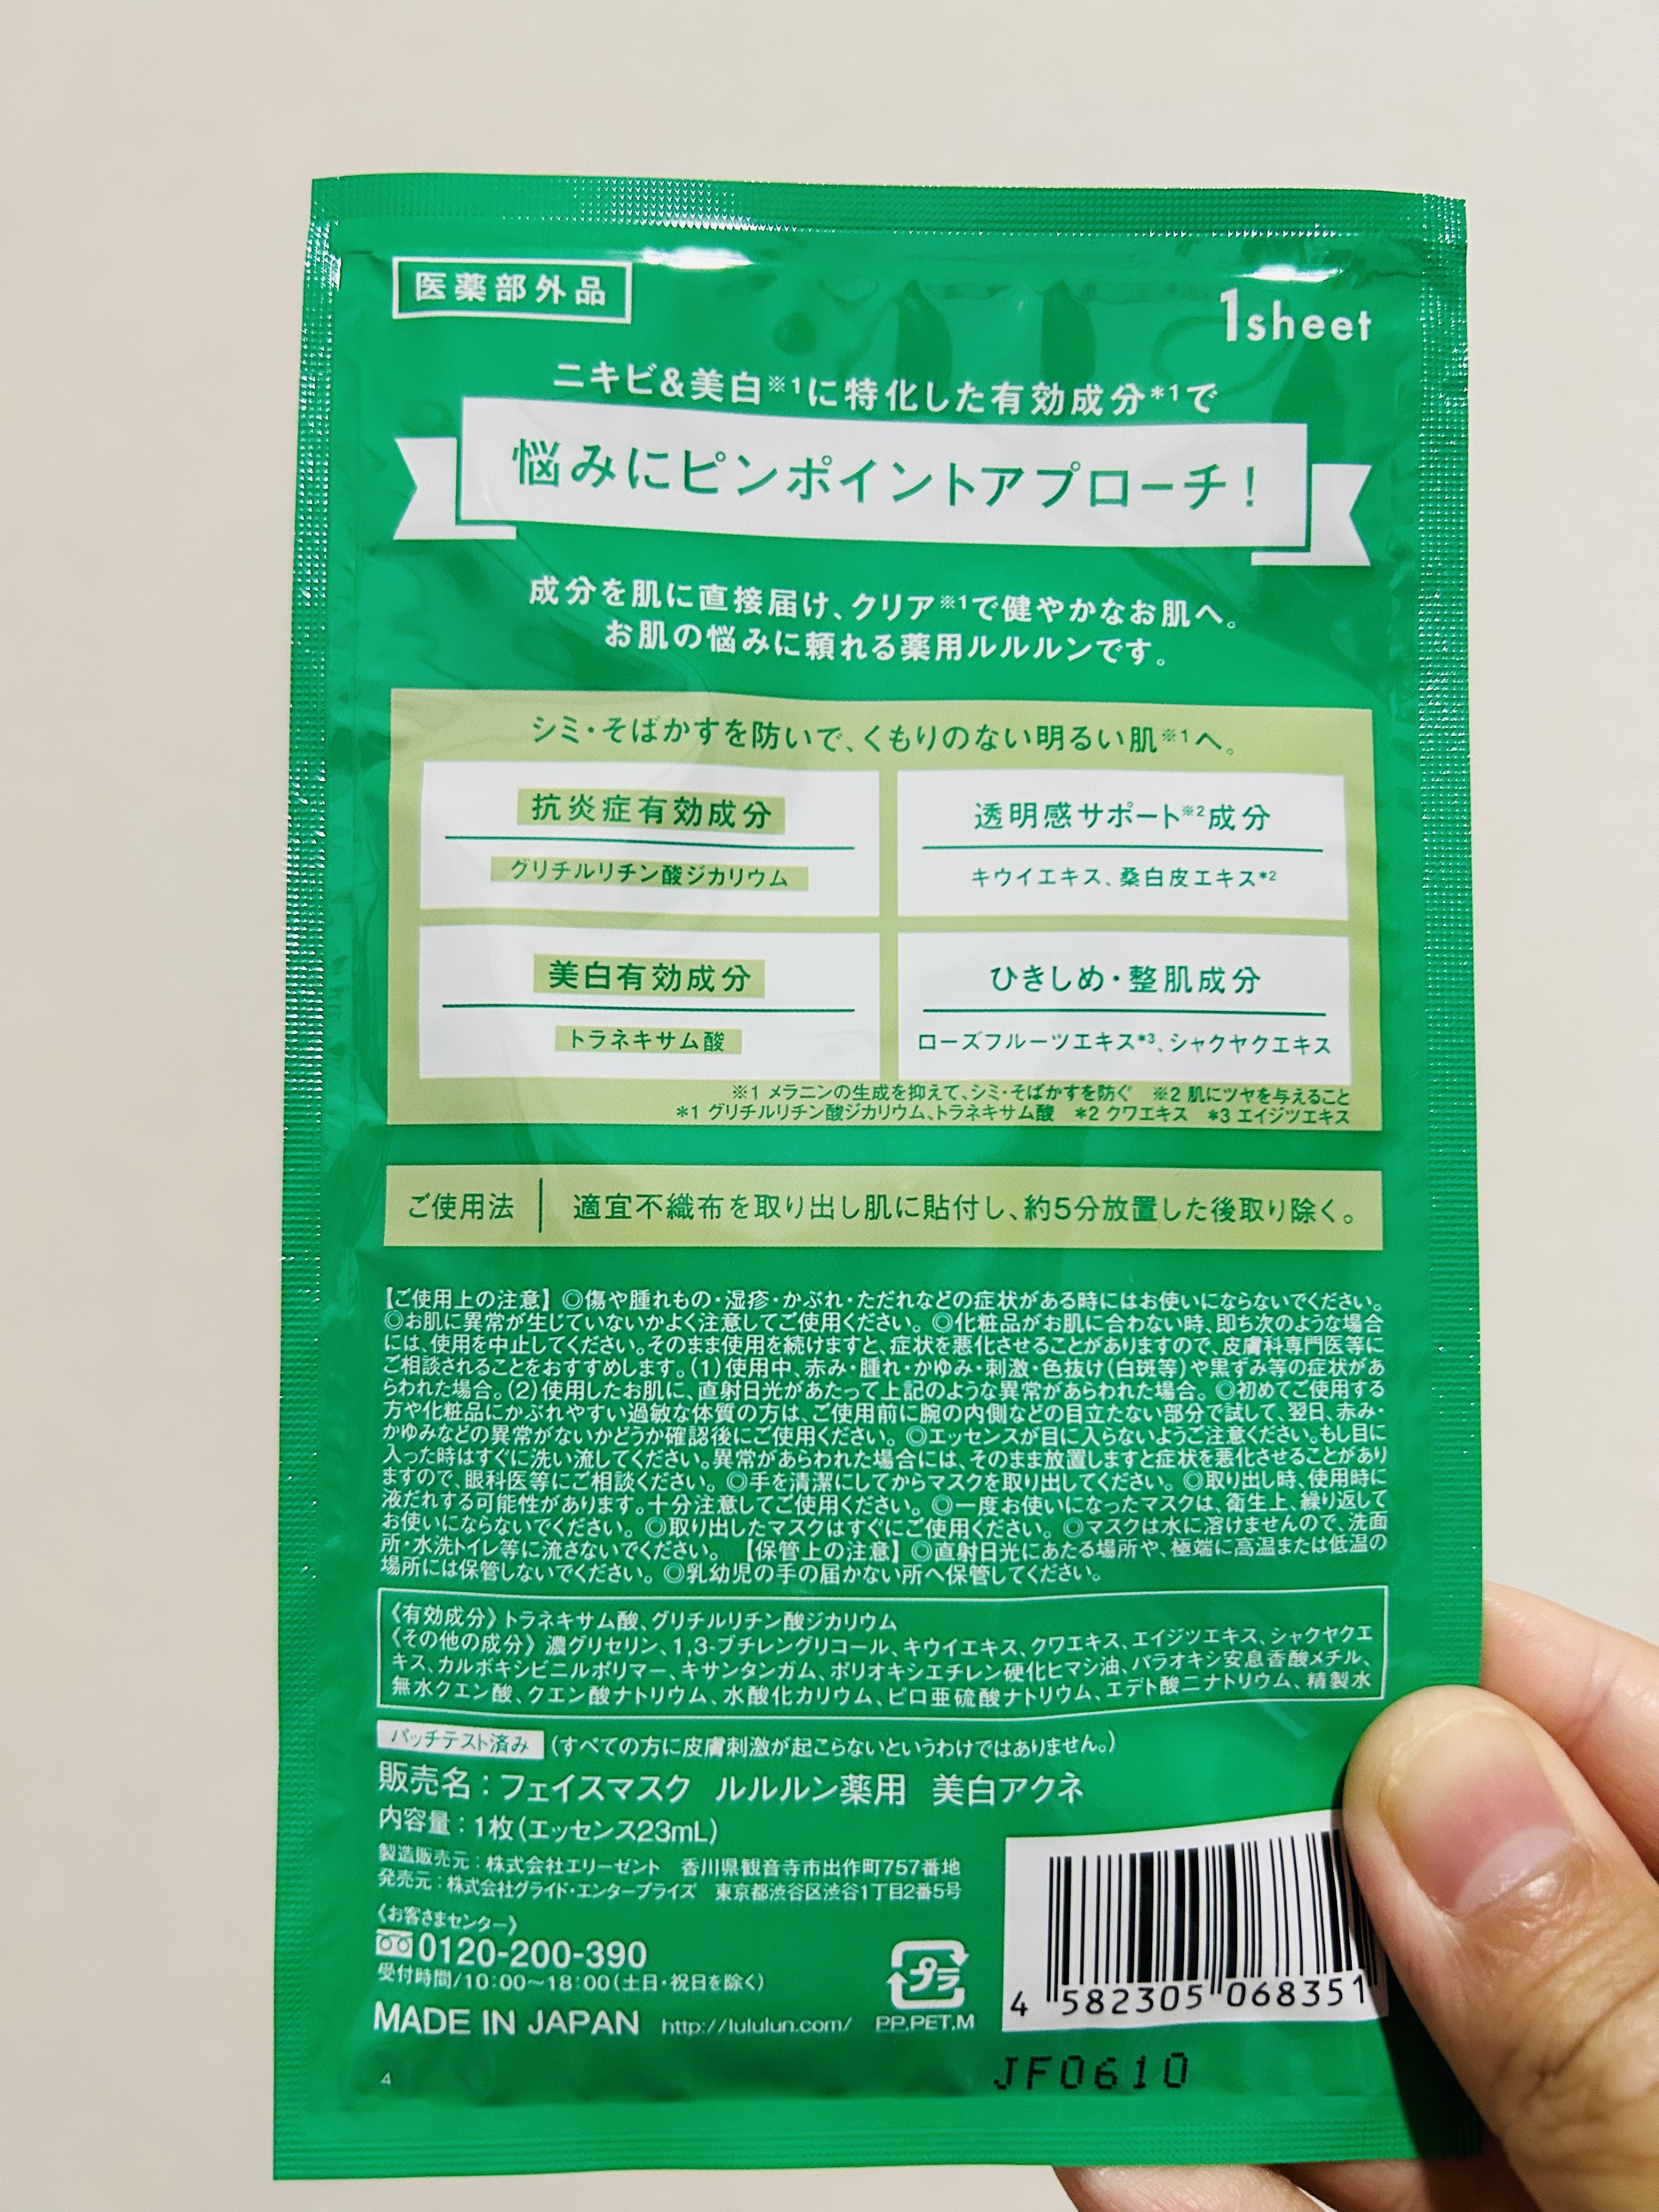 医薬部外品
1sheet
ニキビ&美白※1に特化した有効成分*1で
悩みにピンポイントアプローチ!
成分を肌に直接届け、クリア※1で健やかなお肌へ。
お肌の悩みに頼れる薬用ルルルンです。
シミ・そばかすを防いで、くもりのない明るい肌※1へ。
抗炎症有効成分
グリチルリチン酸ジカリウム
透明感サポート※2成分
キウイエキス、桑白皮エキス*2
美白有効成分
トラネキサム酸
ひきしめ・整肌成分
ローズフルーツエキス*3、シャクヤクエキス
※1 メラニンの生成を抑えて、シミ・そばかすを防ぐ ※2 肌にツヤを与えること
*1 グリチルリチン酸ジカリウム、トラネキサム酸 *2 クワエキス *3 エイジツエキス
ご使用法 適宜不織布を取り出し肌に貼付し、約5分放置した後取り除く。
【ご使用上の注意】◎傷や腫れもの・湿疹・かぶれ・ただれなどの症状がある時にはお使いにならないでください。
◎お肌に異常が生じていないかよく注意してご使用ください。◎化粧品がお肌に合わない時、即ち次のような場合
には、使用を中止してください。そのまま使用を続けますと、症状を悪化させることがありますので、皮膚科専門医等に
ご相談されることをおすすめします。(1)使用中、赤み・腫れ・かゆみ・刺激・色抜け(白斑等)や黒ずみ等の症状があ
らわれた場合。(2)使用したお肌に、直射日光があたって上記のような異常があらわれた場合。◎初めてご使用する
方や化粧品にかぶれやすい過敏な体質の方は、ご使用前に腕の内側などの目立たない部分で試して、翌日、赤み・
かゆみなどの異常がないかどうか確認後にご使用ください。◎エッセンスが目に入らないようご注意ください。もし目に
入った時はすぐに洗い流してください。異常があらわれた場合には、そのまま放置しますと症状を悪化させることがあり
ますので、眼科医等にご相談ください。◎手を清潔にしてからマスクを取り出してください。◎取り出し時、使用時に
液だれする可能性があります。十分注意してご使用ください。◎一度お使いになったマスクは、衛生上、繰り返して
お使いにならないでください。◎取り出したマスクはすぐにご使用ください。◎マスクは水に溶けませんので、洗面
所・水洗トイレ等に流さないでください。【保管上の注意】◎直射日光にあたる場所や、極端に高温または低温の
場所には保管しないでください。◎乳幼児の手の届かない所へ保管してください。
《有効成分》トラネキサム酸、グリチルリチン酸ジカリウム
《その他の成分》濃グリセリン、1,3-ブチレングリコール、キウイエキス、クワエキス、エイジツエキス、シャクヤクエ
キス、カルボキシビニルポリマー、キサンタンガム、ポリオキシエチレン硬化ヒマシ油、パラオキシ安息香酸メチル、
無水クエン酸、クエン酸ナトリウム、水酸化カリウム、ピロ亜硫酸ナトリウム、エデト酸二ナトリウム、精製水
パッチテスト済み (すべての方に皮膚刺激が起こらないというわけではありません。)
販売名:フェイスマスク ルルルン薬用 美白アクネ
内容量:1枚(エッセンス23mL)
製造販売元:株式会社エリーゼント 香川県観音寺市出作町757番地
発売元:株式会社グライド・エンタープライズ 東京都渋谷区渋谷1丁目2番5号
《お客さまセンター》
0120-200-390
受付時間/10:00~18:00(土日・祝日を除く)
MADE IN JAPAN http://lululun.com/
プラ
PP,PET,M
4 582305 068351
JF0610
4